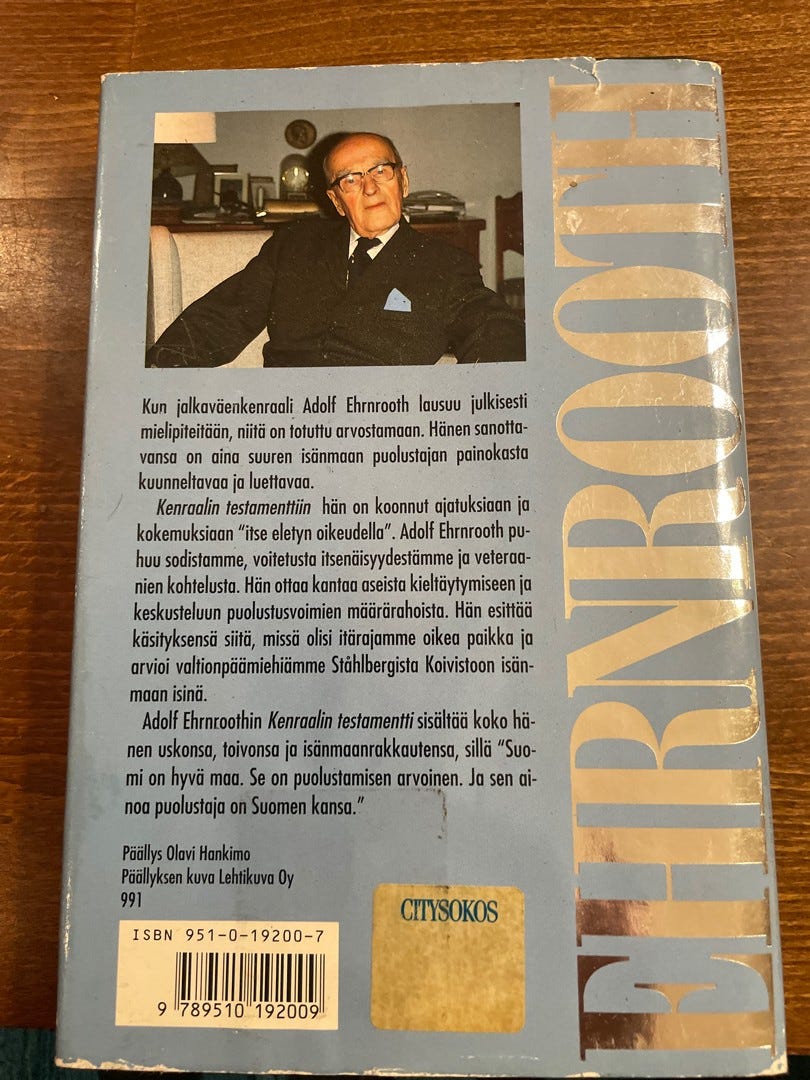 Kun jalkaväenkenraali Adolf Ehrnrooth lausuu julkisesti
mielipiteitään, niitä on totuttu arvostamaan. Hänen sanotta-
vansa on aina suuren isänmaan puolustajan painokasta
kuunneltavaa ja luettavaa.
Kenraalin testamenttiin hän on koonnut ajatuksiaan ja
kokemuksiaan "itse eletyn oikeudella". Adolf Ehrnrooth pu-
huu sodistamme, voitetusta itsenäisyydestämme ja veteraa-
nien kohtelusta. Hän ottaa kantaa aseista kieltäytymiseen ja
keskusteluun puolustusvoimien määrärahoista. Hän esittää
käsityksensä siitä, missä olisi itärajamme oikea paikka ja
arvioi valtionpäämiehiämme Ståhlbergista Koivistoon isän-
maan isinä.
Adolf Ehrnroothin Kenraalin testamentti sisältää koko hä-
nen uskonsa, toivonsa ja isänmaanrakkautensa, sillä "Suo-
mi on hyvä maa. Se on puolustamisen arvoinen. Ja sen ai-
noa puolustaja on Suomen kansa."
Päällys Olavi Hankimo
Päällyksen kuva Lehtikuva Oy
991
ISBN 951-0-19200-7
9 789510 192009
CITYSOKOS
EHRNROOTH